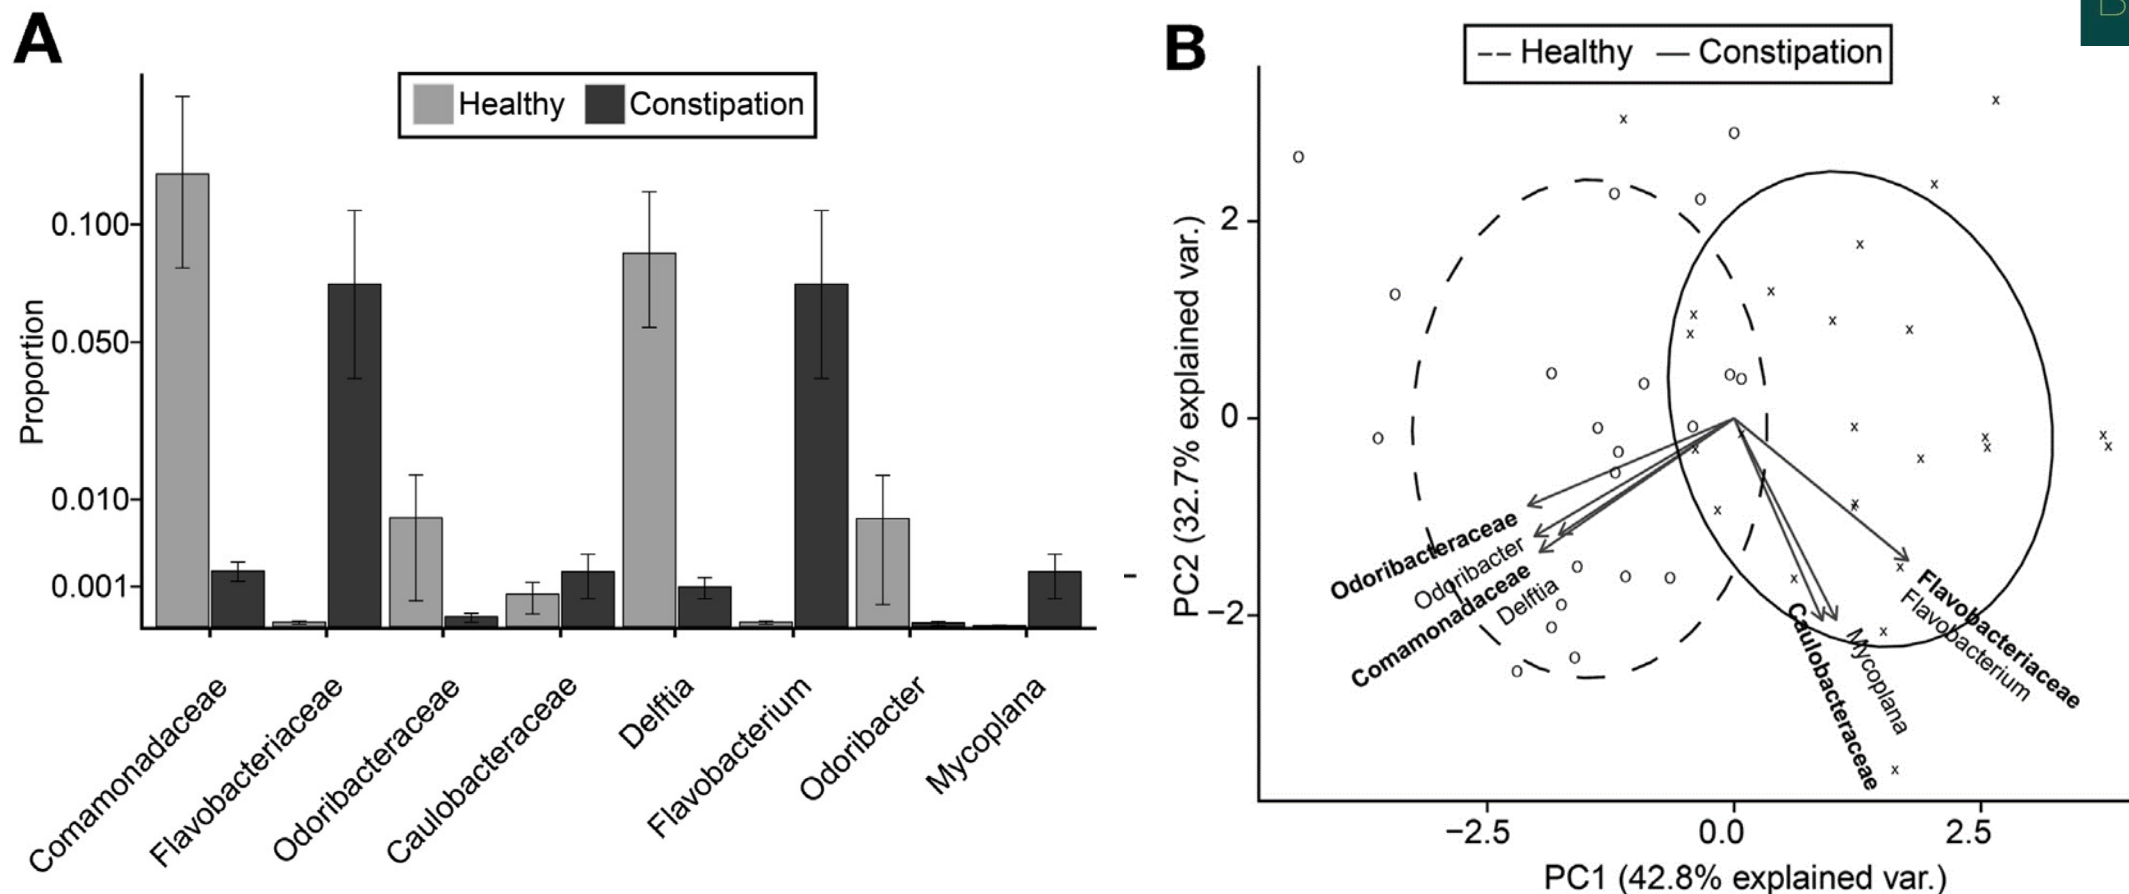 A
Healthy
Constipation
Proportion
0.100
0.050
0.010
0.001
Comamonadaceae
Flavobacteriaceae
Odoribacteraceae
Caulobacteraceae
Delftia
Flavobacterium
Odoribacter
Mycoplana
B
Healthy
Constipation
PC2 (32.7% explained var.)
2
0
−2
Odoribacteraceae
Odoribacter
Comamonadaceae
Delftia
Caulobacteraceae
Mycoplana
Flavobacteriaceae
Flavobacterium
−2.5
0.0
2.5
PC1 (42.8% explained var.)